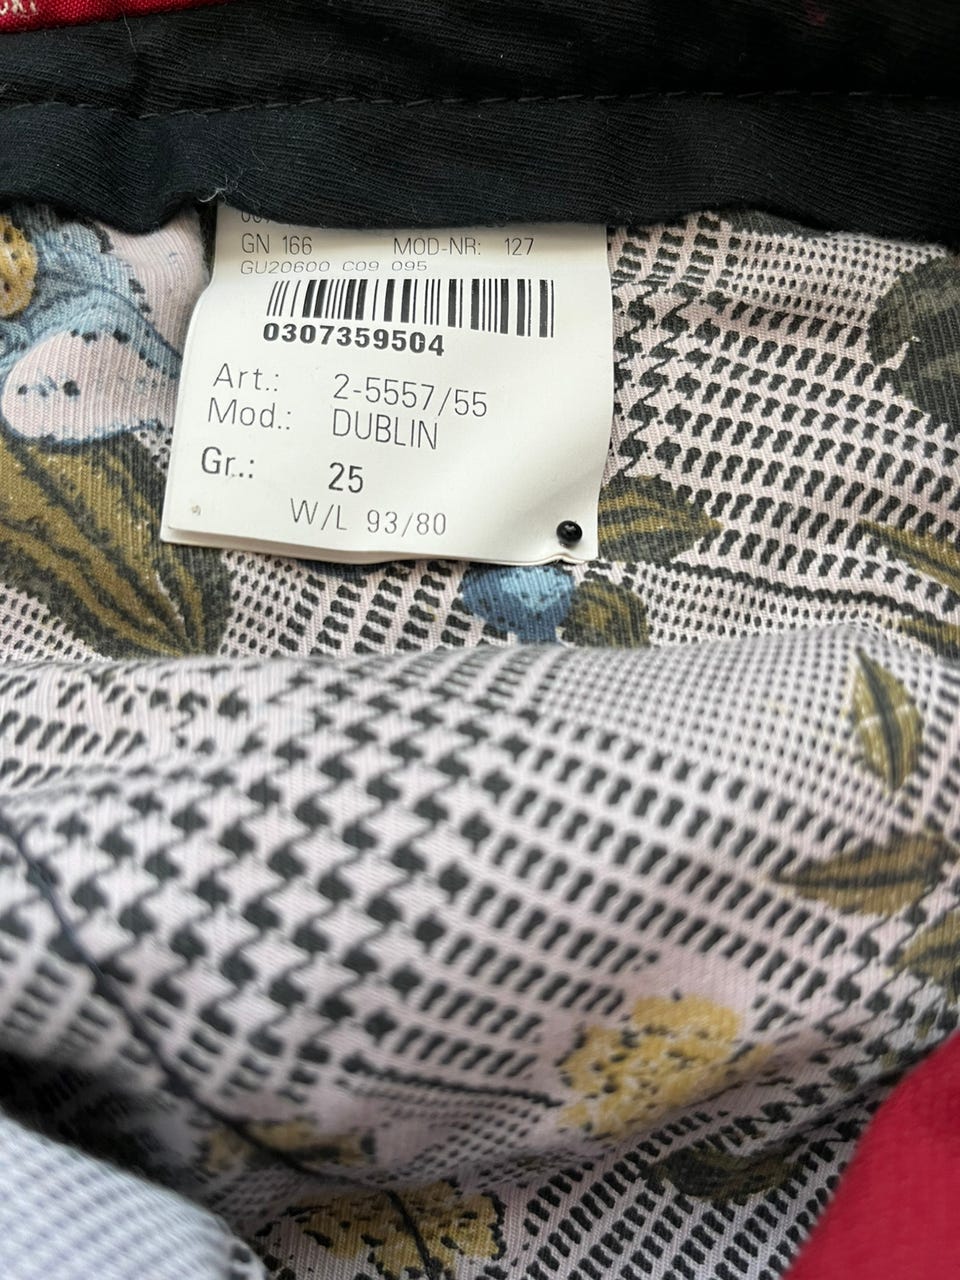 GN 166 MOD-NR: 127
GU20600 C09 095
0307359504
Art.: 2-5557/55
Mod.: DUBLIN
Gr.: 25
W/L 93/80